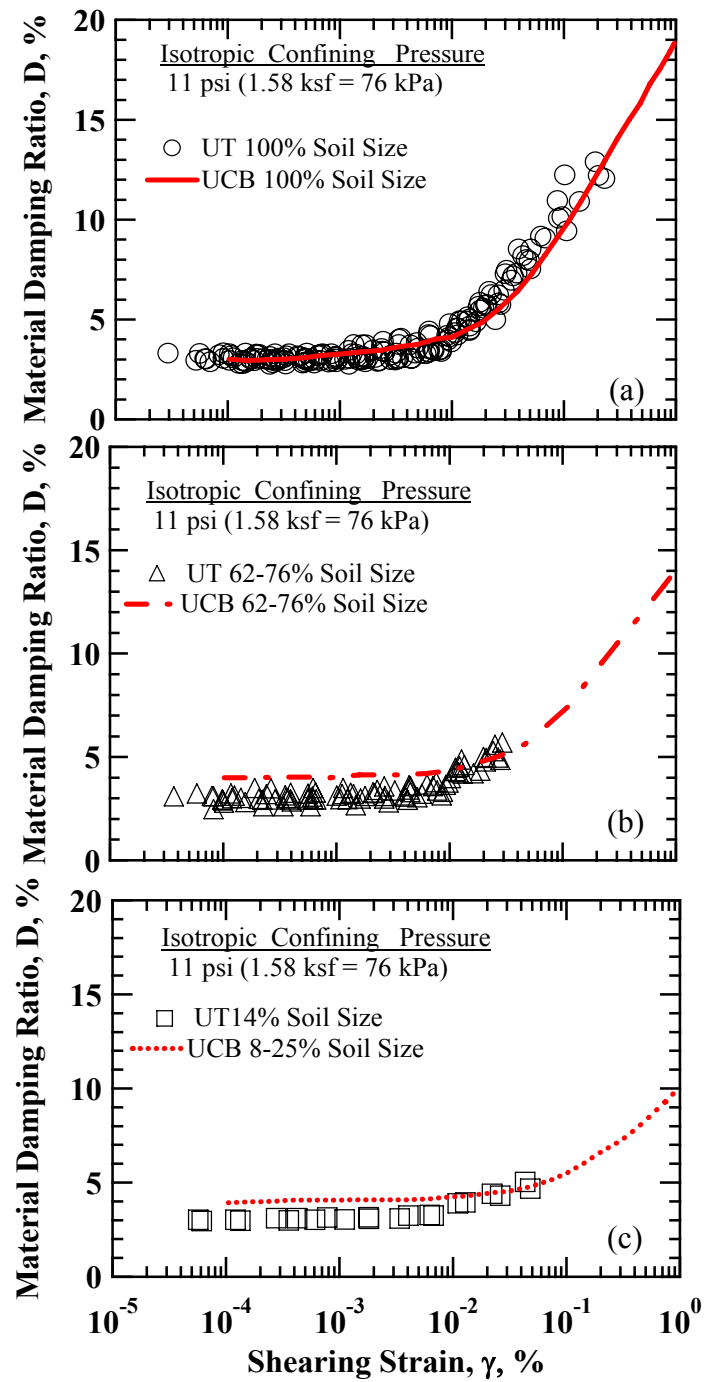 20
15
10
5
0
Material Damping Ratio, D, %
Isotropic Confining Pressure
11 psi (1.58 ksf = 76 kPa)
UT 100% Soil Size
UCB 100% Soil Size
(a)
20
15
10
5
0
Material Damping Ratio, D, %
Isotropic Confining Pressure
11 psi (1.58 ksf = 76 kPa)
UT 62-76% Soil Size
UCB 62-76% Soil Size
(b)
20
15
10
5
0
Material Damping Ratio, D, %
Isotropic Confining Pressure
11 psi (1.58 ksf = 76 kPa)
UT14% Soil Size
UCB 8-25% Soil Size
(c)
10⁻⁵ 10⁻⁴ 10⁻³ 10⁻² 10⁻¹ 10⁰
Shearing Strain, γ, %